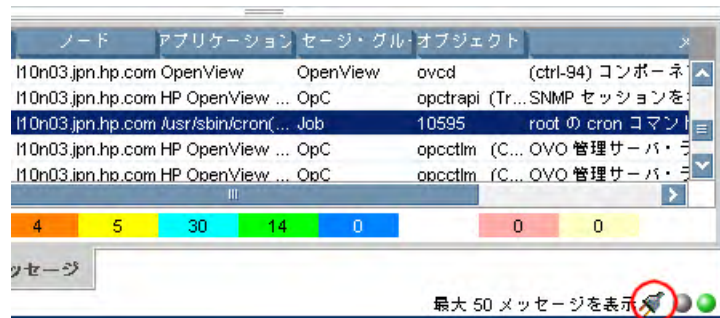 ノード アプリケーション セージ・グル・ オブジェクト
l10n03.jpn.hp.com OpenView OpenView ovcd (ctrl-94) コンポーネ
l10n03.jpn.hp.com HP OpenView ... OpC opctrapi (Tr... SNMP セッションを
l10n03.jpn.hp.com /usr/sbin/cron(... Job 10595 root の cron コマンド
l10n03.jpn.hp.com HP OpenView ... OpC opcctlm (C... OVO 管理サーバ・
l10n03.jpn.hp.com HP OpenView ... OpC opcctlm (C... OVO 管理サーバ・
4 5 30 14 0 0 0
ッセージ
最大 50 メッセージを表示